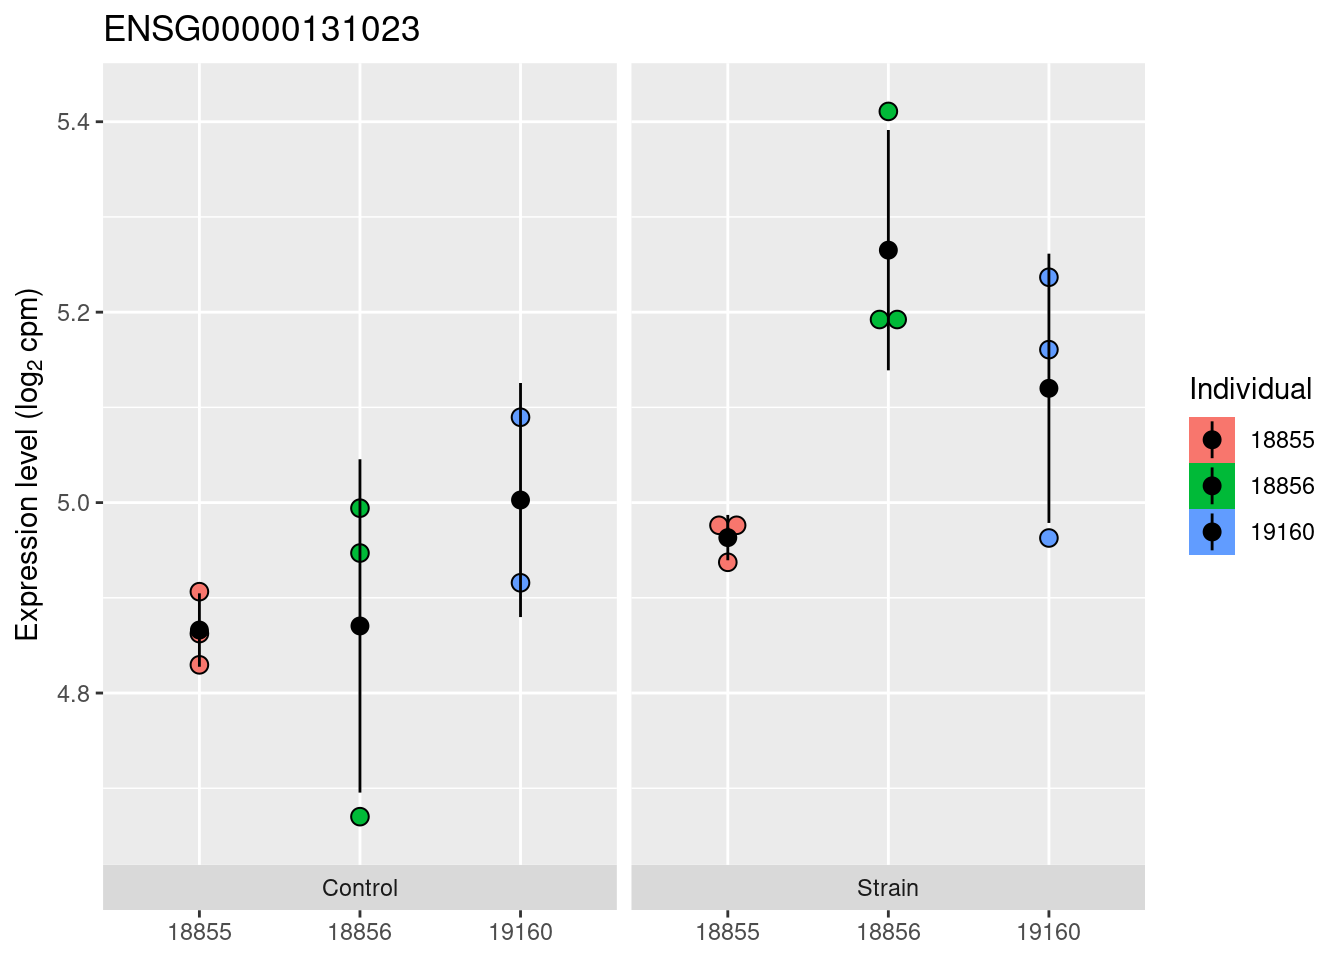 ENSG00000131023
Expression level (log₂ cpm)
5.4
5.2
5.0
4.8
Control
Strain
18855
18856
19160
18855
18856
19160
Individual
18855
18856
19160